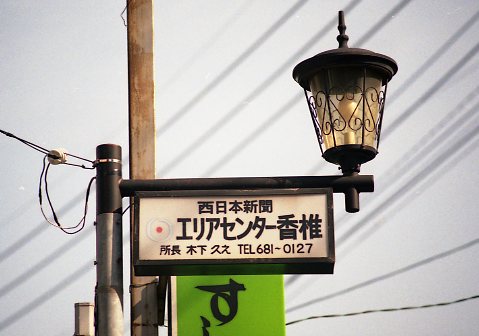 西日本新聞
エリアセンター香椎
所長 木下 久え TEL681~0127
す